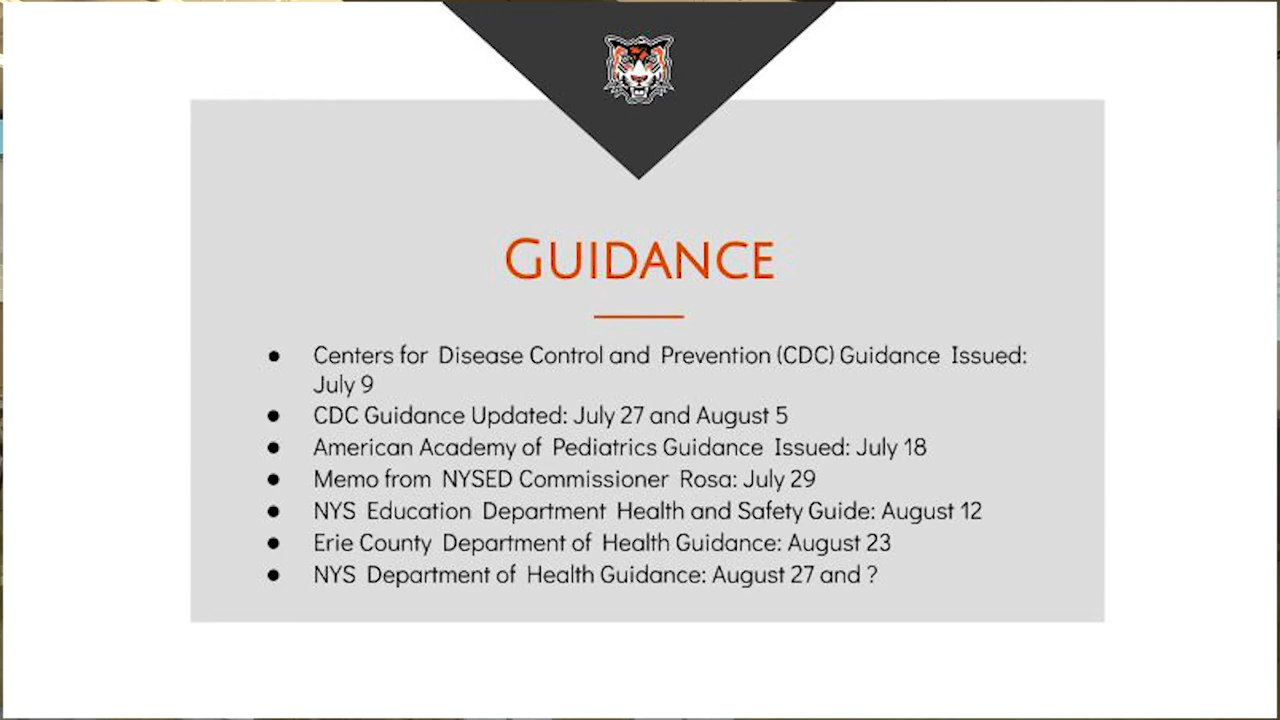 GUIDANCE
● Centers for Disease Control and Prevention (CDC) Guidance Issued:
July 9
● CDC Guidance Updated: July 27 and August 5
● American Academy of Pediatrics Guidance Issued: July 18
● Memo from NYSED Commissioner Rosa: July 29
● NYS Education Department Health and Safety Guide: August 12
● Erie County Department of Health Guidance: August 23
● NYS Department of Health Guidance: August 27 and ?